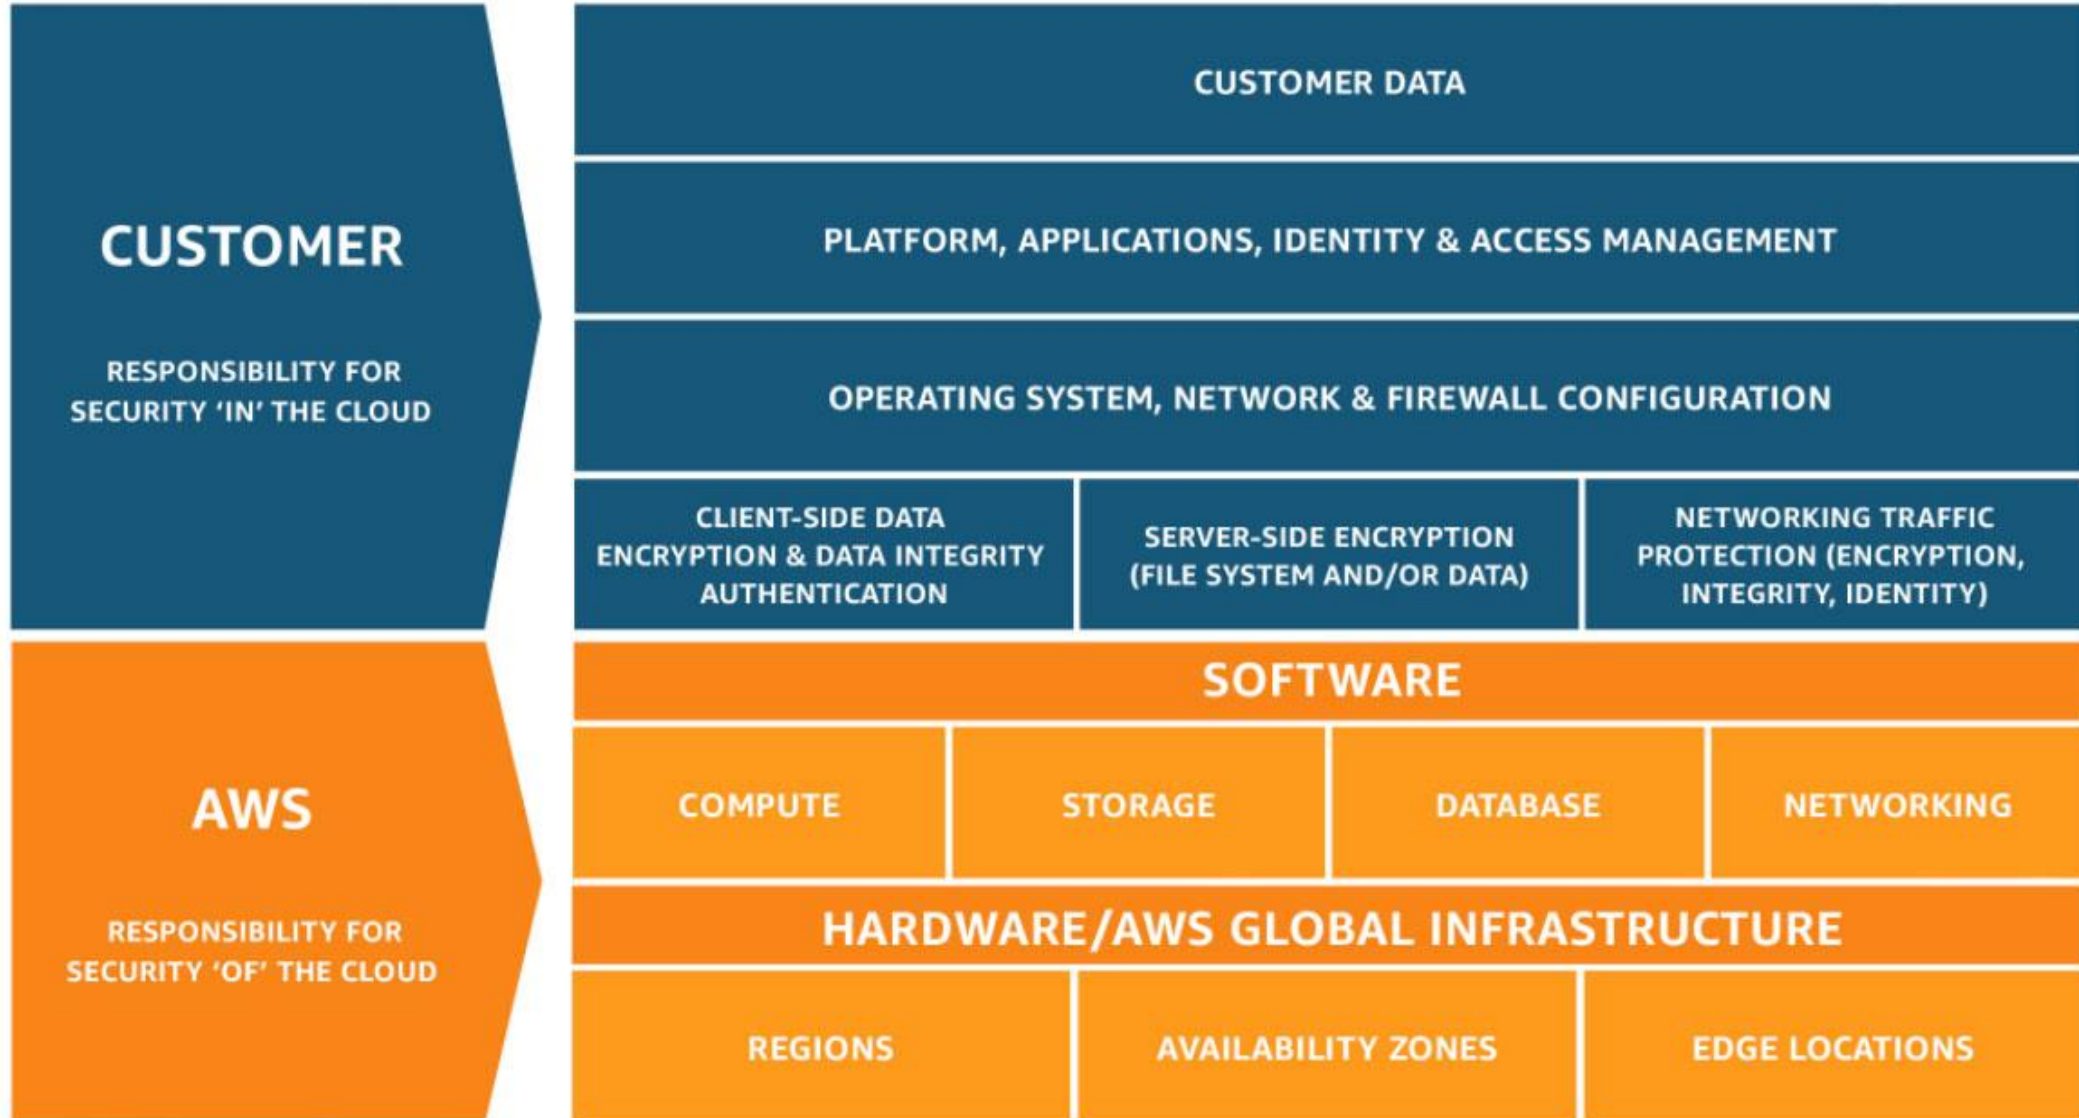 CUSTOMER
RESPONSIBILITY FOR
SECURITY ‘IN’ THE CLOUD
CUSTOMER DATA
PLATFORM, APPLICATIONS, IDENTITY & ACCESS MANAGEMENT
OPERATING SYSTEM, NETWORK & FIREWALL CONFIGURATION
CLIENT-SIDE DATA
ENCRYPTION & DATA INTEGRITY
AUTHENTICATION
SERVER-SIDE ENCRYPTION
(FILE SYSTEM AND/OR DATA)
NETWORKING TRAFFIC
PROTECTION (ENCRYPTION,
INTEGRITY, IDENTITY)
AWS
RESPONSIBILITY FOR
SECURITY ‘OF’ THE CLOUD
SOFTWARE
COMPUTE
STORAGE
DATABASE
NETWORKING
HARDWARE/AWS GLOBAL INFRASTRUCTURE
REGIONS
AVAILABILITY ZONES
EDGE LOCATIONS